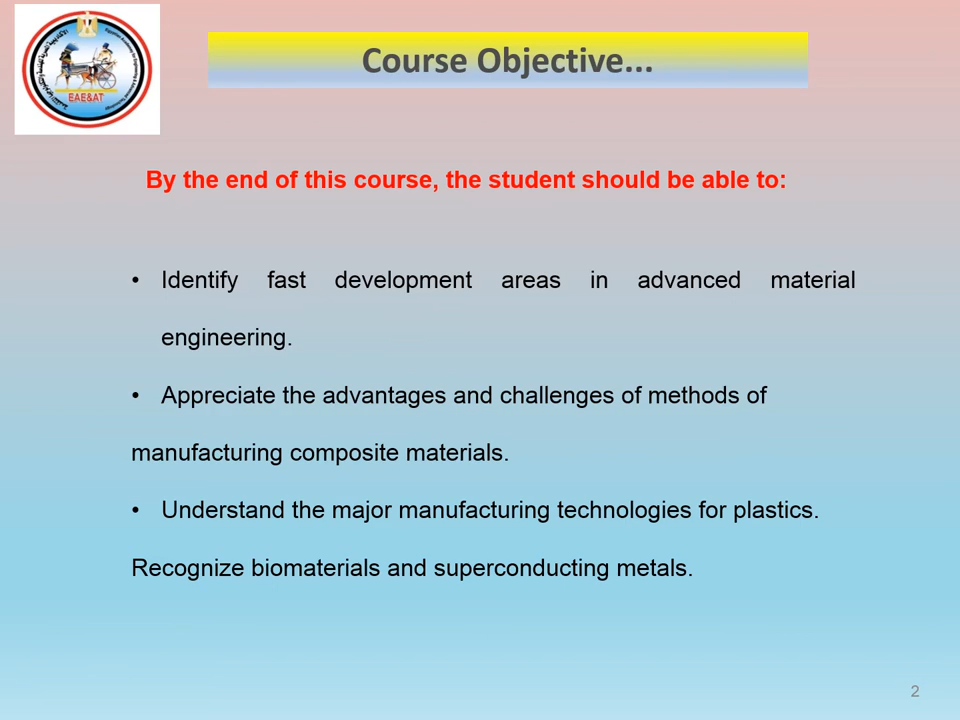 EAE&AT
Course Objective...
By the end of this course, the student should be able to:
• Identify fast development areas in advanced material
engineering.
• Appreciate the advantages and challenges of methods of
manufacturing composite materials.
• Understand the major manufacturing technologies for plastics.
Recognize biomaterials and superconducting metals.
2